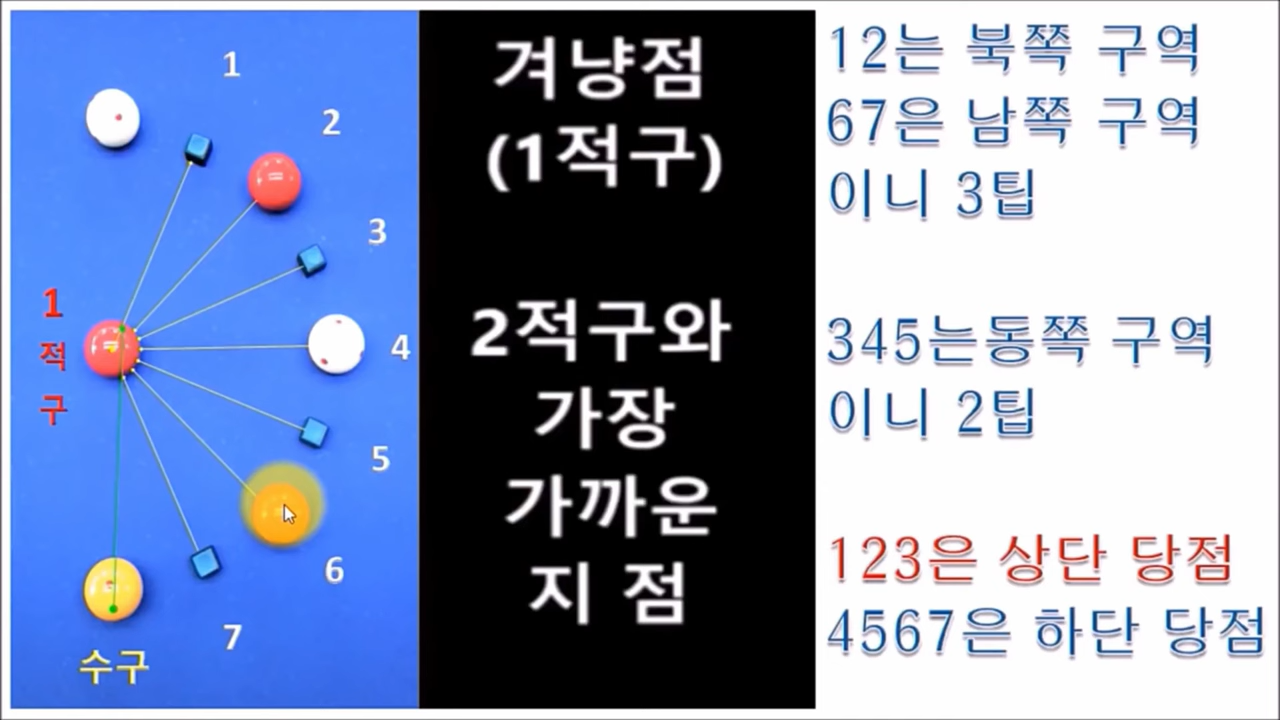 1
2
3
4
5
6
7
1
적
구
수구
겨냥점
(1적구)
2적구와
가장
가까운
지 점
12는 북쪽 구역
67은 남쪽 구역
이니 3팁
345는동쪽 구역
이니 2팁
123은 상단 당점
4567은 하단 당점